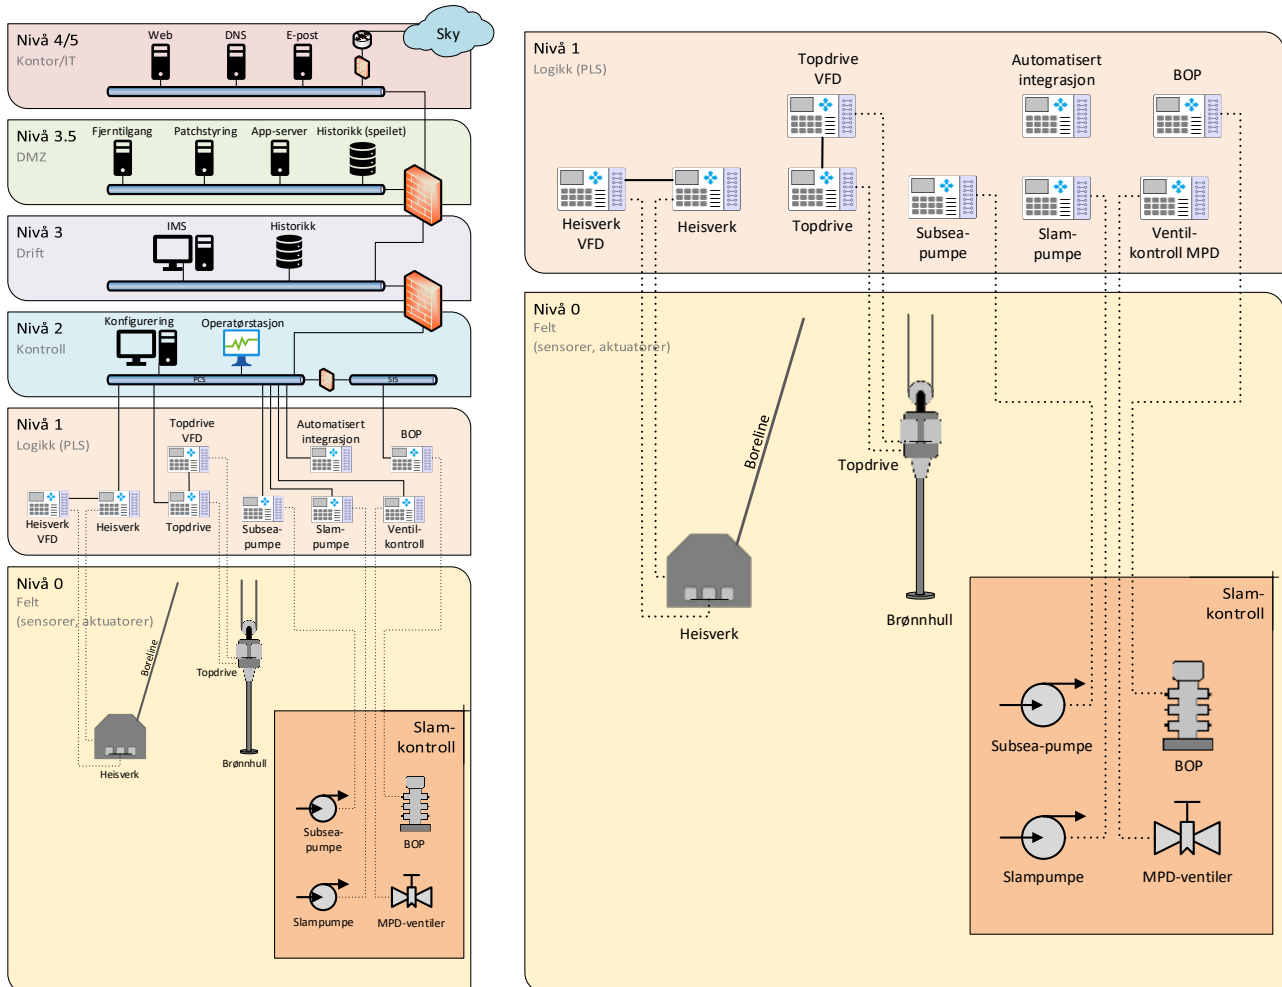 Nivå 4/5
Kontor/IT
Web
DNS
E-post
Sky
Nivå 3.5
DMZ
Fjerntilgang
Patchstyring
App-server
Historikk (speilet)
Nivå 3
Drift
IMS
Historikk
Nivå 2
Kontroll
Konfigurering
Operatørstasjon
PCS
SIS
Nivå 1
Logikk (PLS)
Topdrive
VFD
Automatisert
integrasjon
BOP
Heisverk
VFD
Heisverk
Topdrive
Subsea-
pumpe
Slam-
pumpe
Ventil-
kontroll
Nivå 0
Felt
(sensorer, aktuatorer)
Boreline
Topdrive
Heisverk
Brønnhull
Slam-
kontroll
Subsea-
pumpe
BOP
Slampumpe
MPD-ventiler
Nivå 1
Logikk (PLS)
Topdrive
VFD
Automatisert
integrasjon
BOP
Heisverk
VFD
Heisverk
Topdrive
Subsea-
pumpe
Slam-
pumpe
Ventil-
kontroll MPD
Nivå 0
Felt
(sensorer, aktuatorer)
Boreline
Topdrive
Heisverk
Brønnhull
Slam-
kontroll
Subsea-pumpe
BOP
Slampumpe
MPD-ventiler